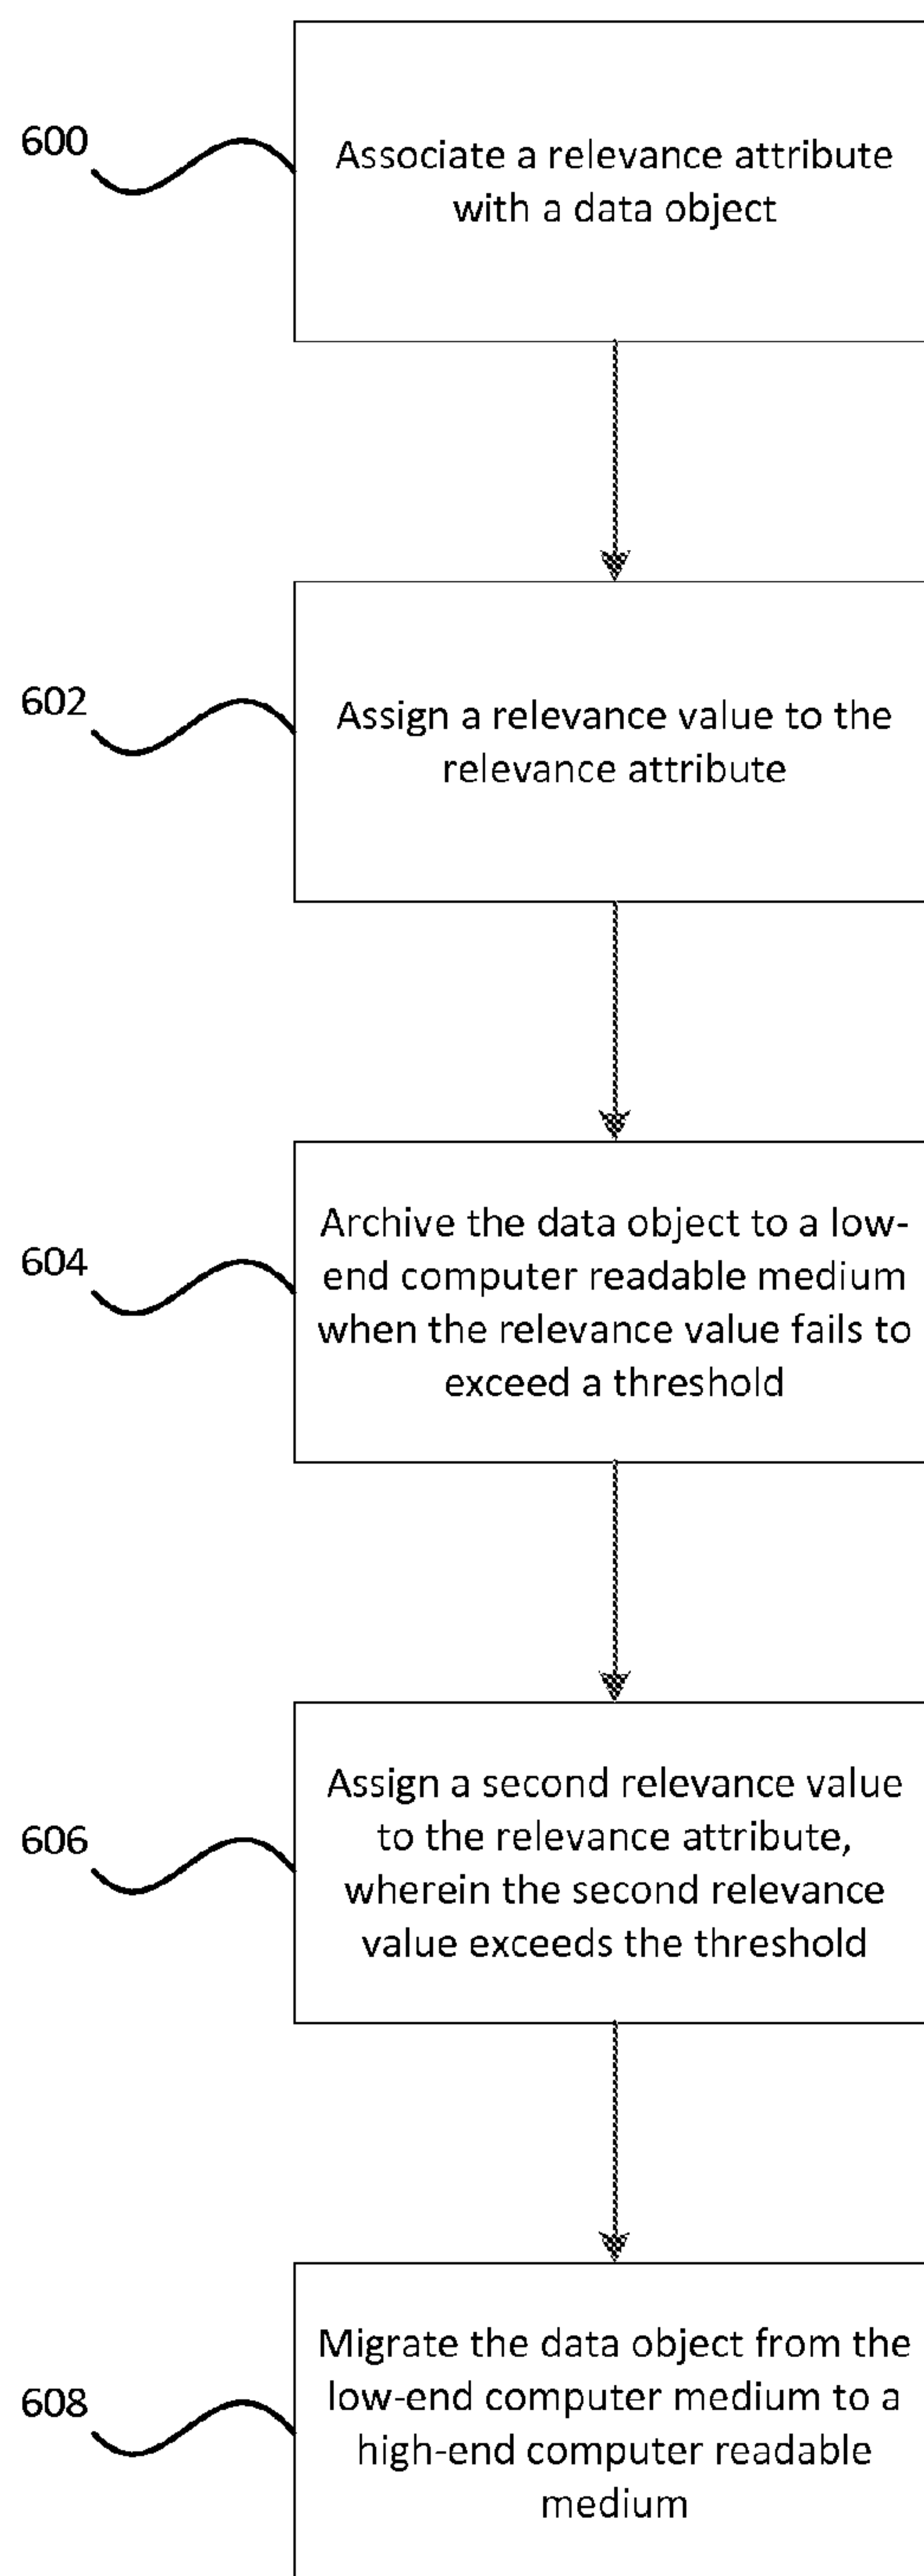 600
Associate a relevance attribute
with a data object
602
Assign a relevance value to the
relevance attribute
604
Archive the data object to a low-
end computer readable medium
when the relevance value fails to
exceed a threshold
606
Assign a second relevance value
to the relevance attribute,
wherein the second relevance
value exceeds the threshold
608
Migrate the data object from the
low-end computer medium to a
high-end computer readable
medium